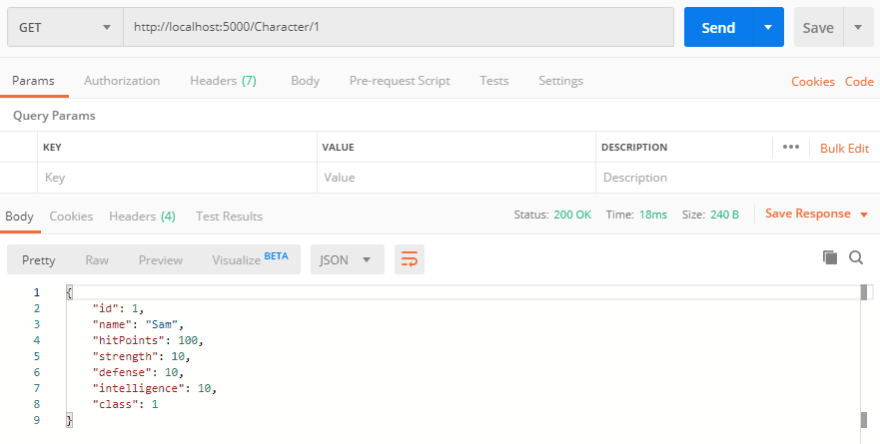 GET http://localhost:5000/Character/1 Send Save
Params Authorization Headers (7) Body Pre-request Script Tests Settings Cookies Code
Query Params
KEY VALUE DESCRIPTION ••• Bulk Edit
Key Value Description
Body Cookies Headers (4) Test Results Status: 200 OK Time: 18ms Size: 240 B Save Response
Pretty Raw Preview Visualize BETA JSON
1 {
2 "id": 1,
3 "name": "Sam",
4 "hitPoints": 100,
5 "strength": 10,
6 "defense": 10,
7 "intelligence": 10,
8 "class": 1
9 }